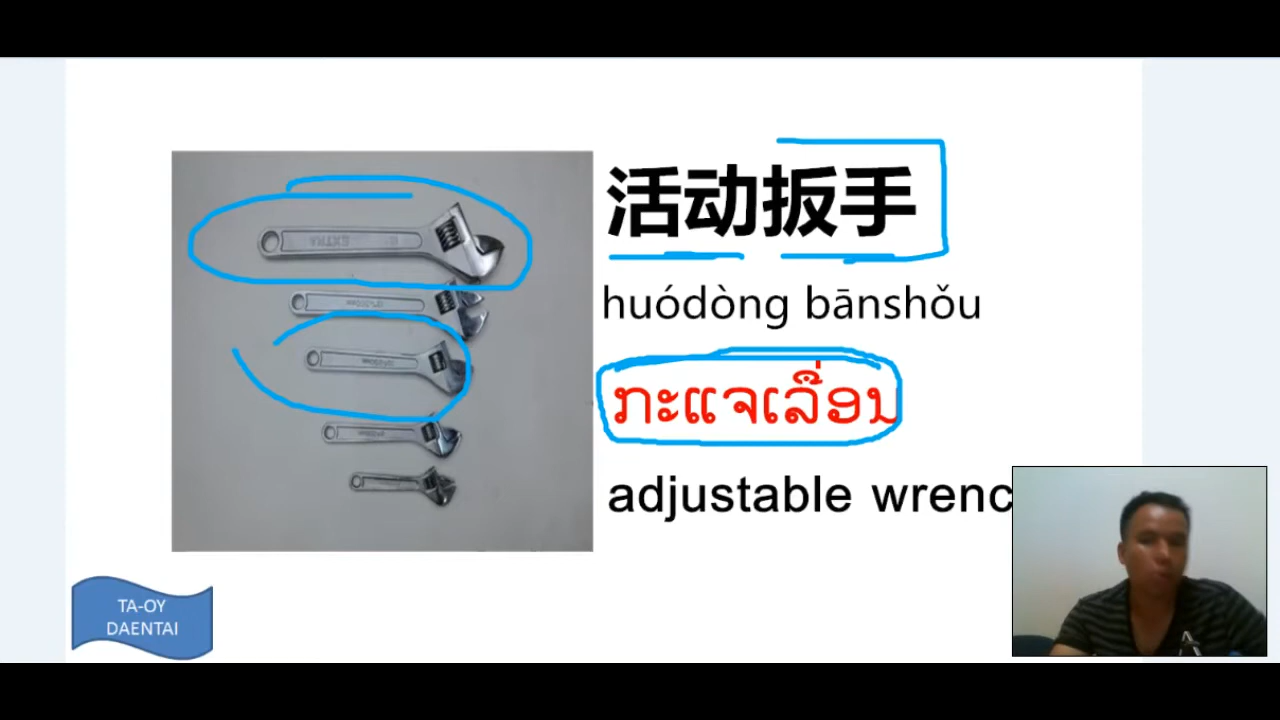 活动扳手
huódòng bānshǒu
ກະແຈເລື່ອນ
adjustable wrenc
TA-OY
DAENTAI